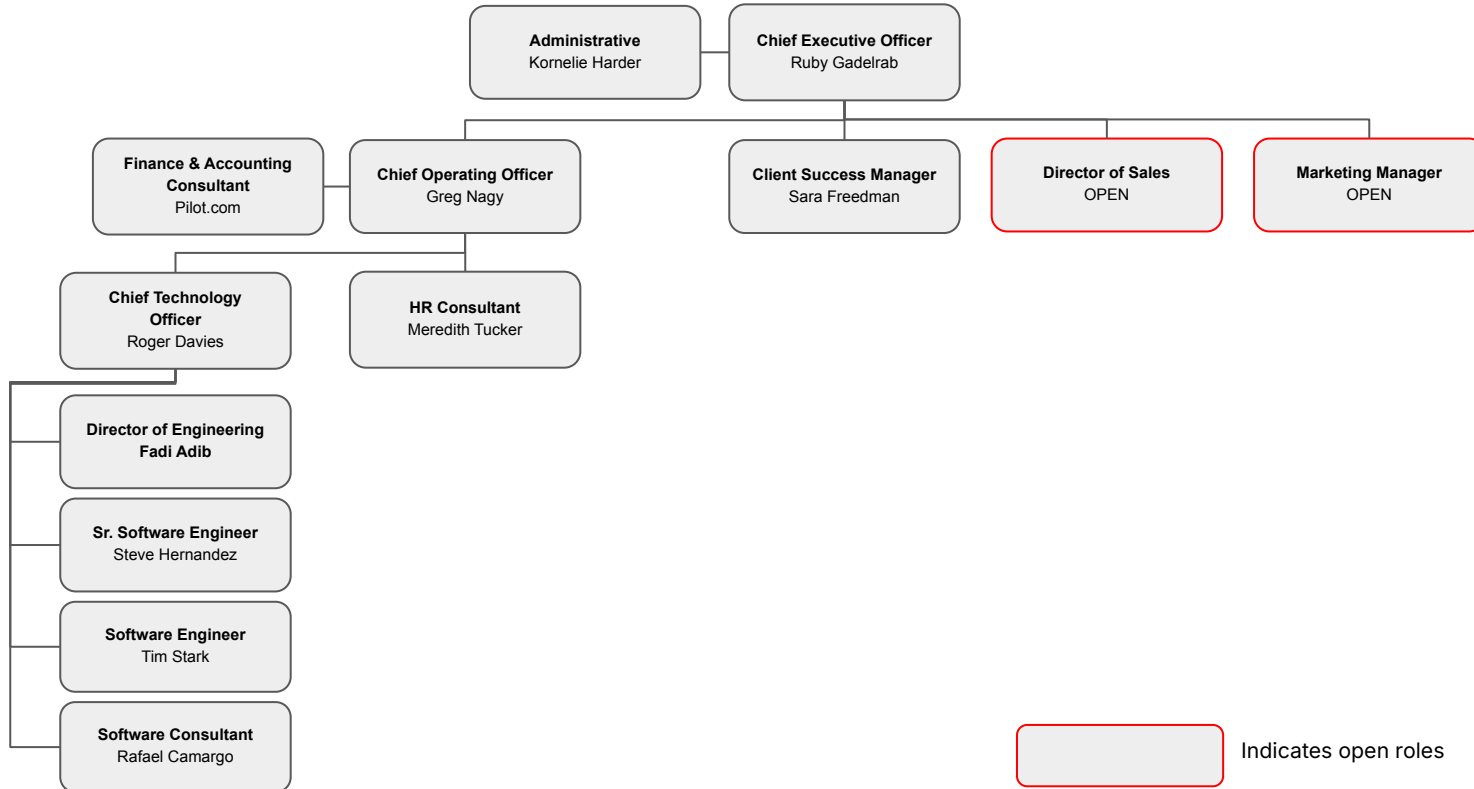 Administrative
Kornelie Harder
Chief Executive Officer
Ruby Gadelrab
Finance & Accounting
Consultant
Pilot.com
Chief Operating Officer
Greg Nagy
Client Success Manager
Sara Freedman
Director of Sales
OPEN
Marketing Manager
OPEN
Chief Technology
Officer
Roger Davies
HR Consultant
Meredith Tucker
Director of Engineering
Fadi Adib
Sr. Software Engineer
Steve Hernandez
Software Engineer
Tim Stark
Software Consultant
Rafael Camargo
Indicates open roles